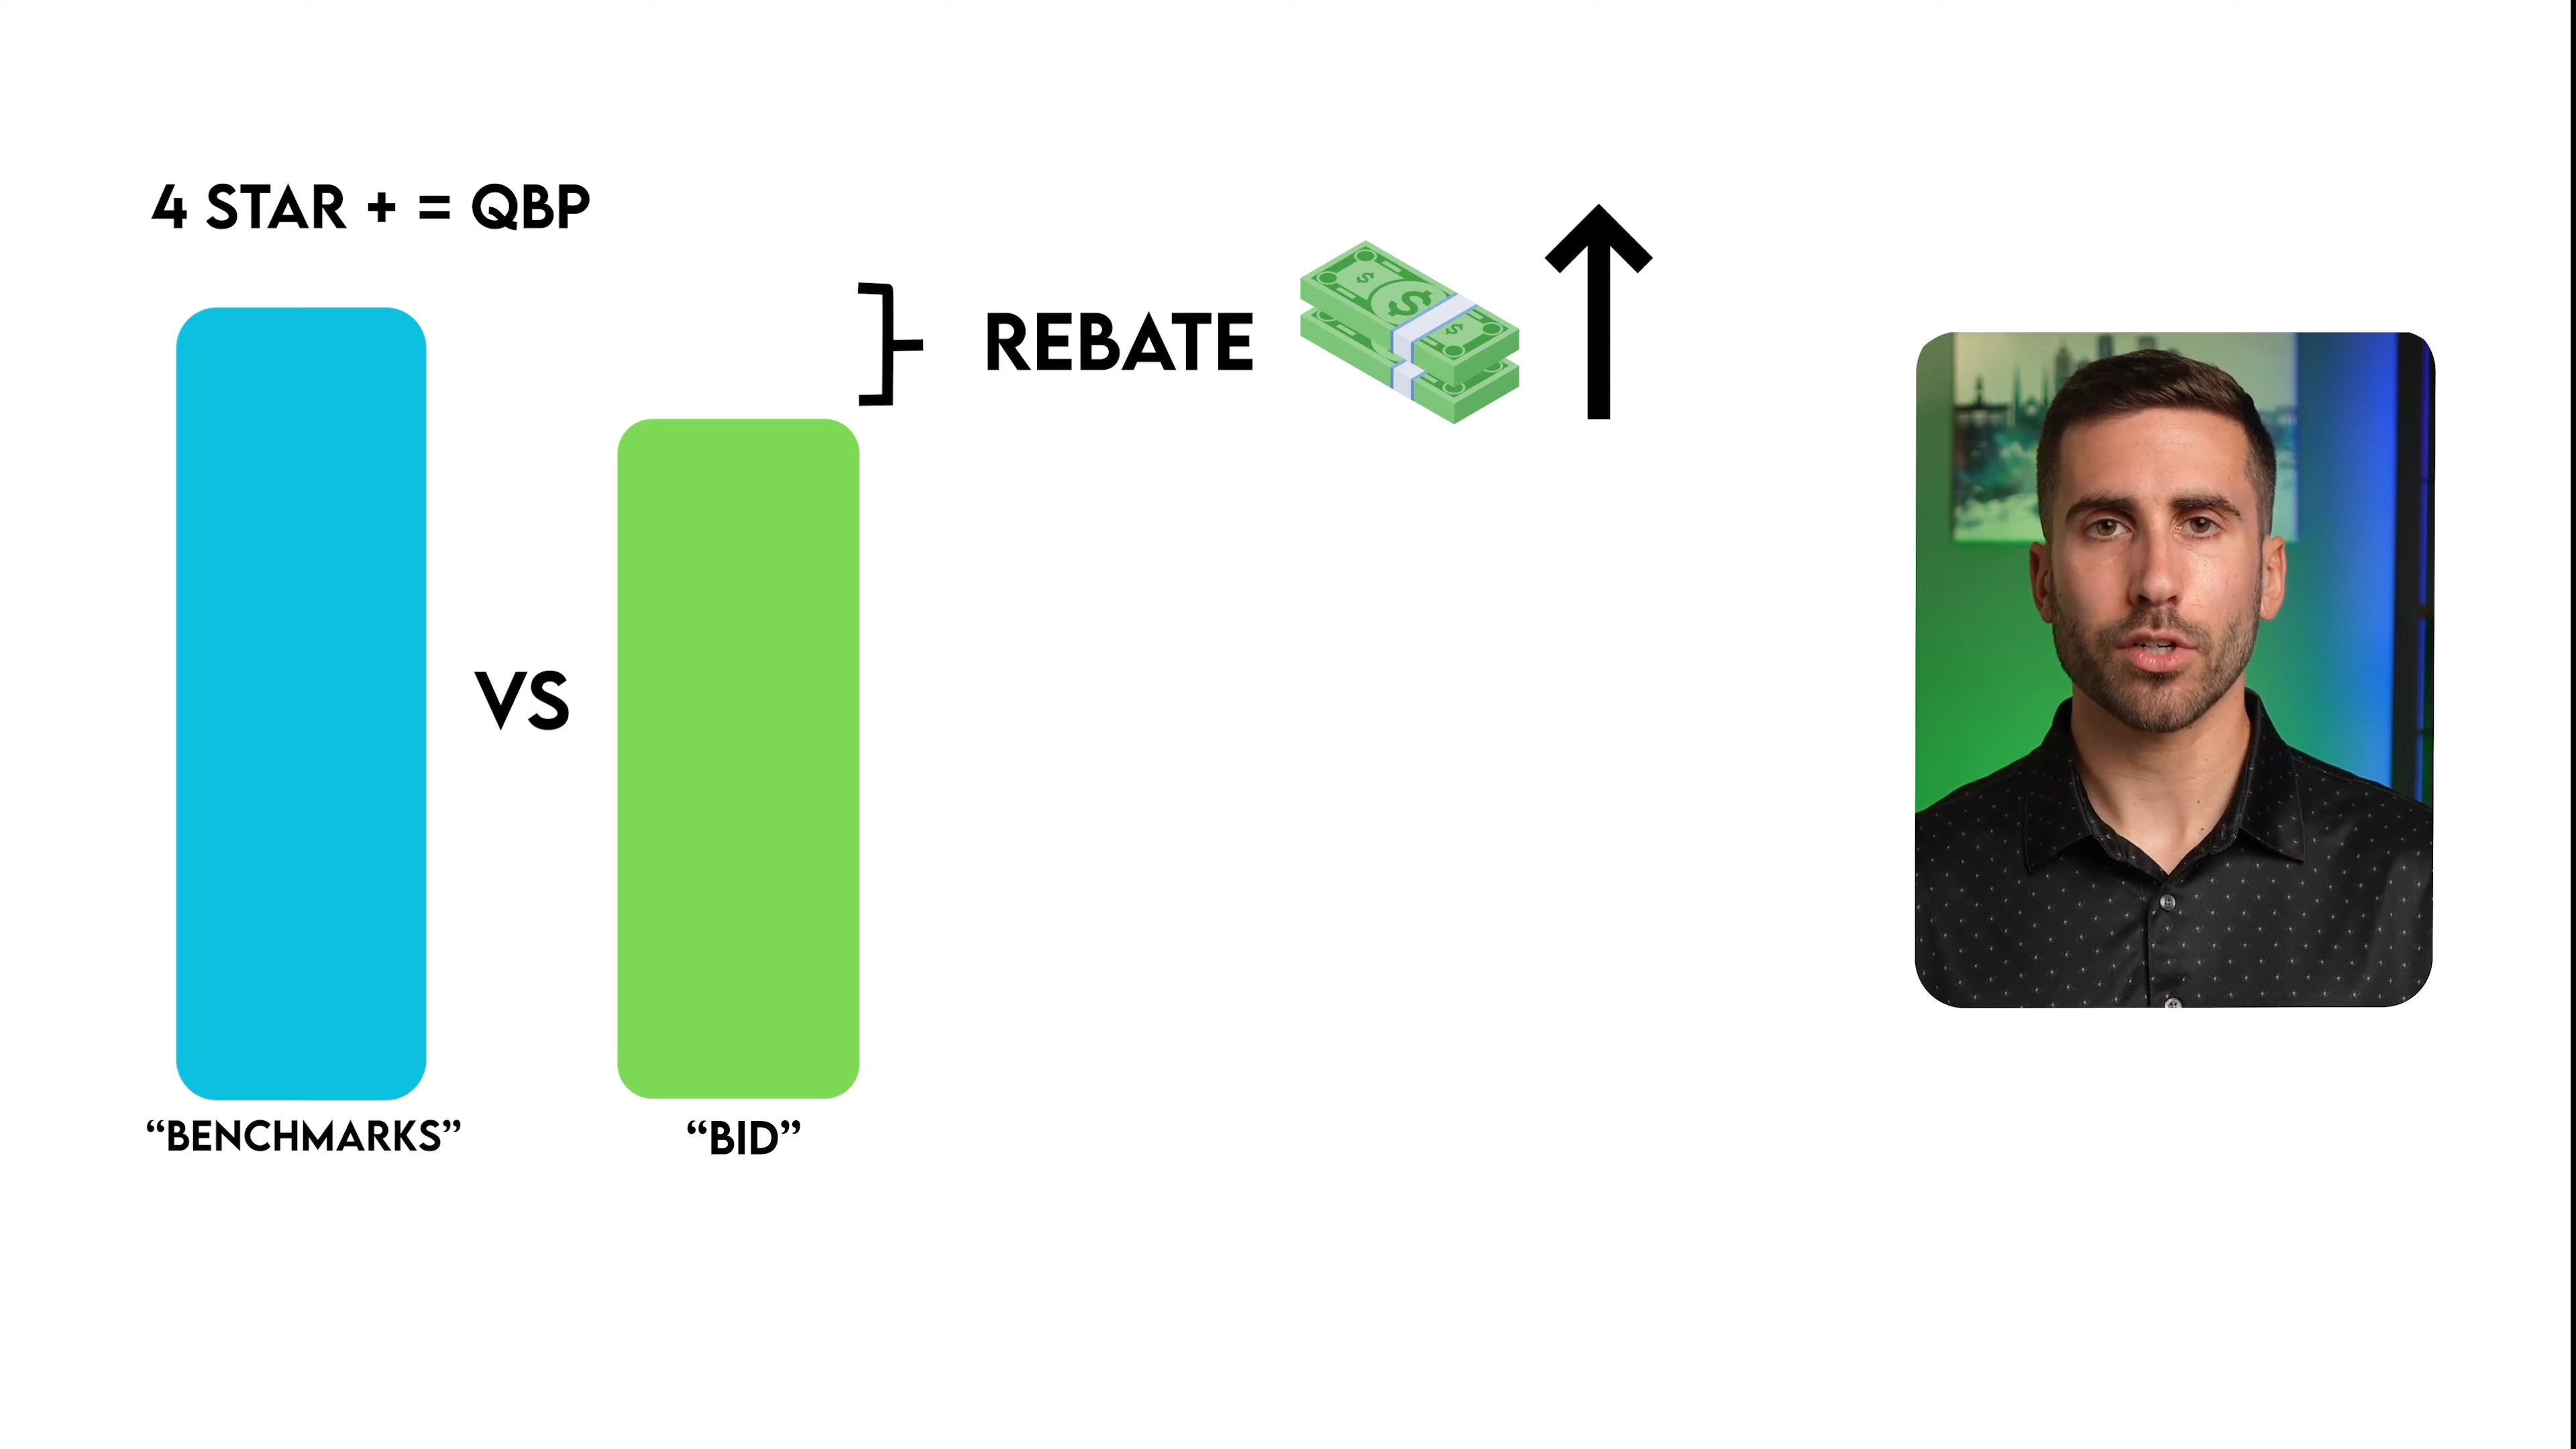 4 STAR + = QBP
REBATE
VS
“BENCHMARKS”
“BID”